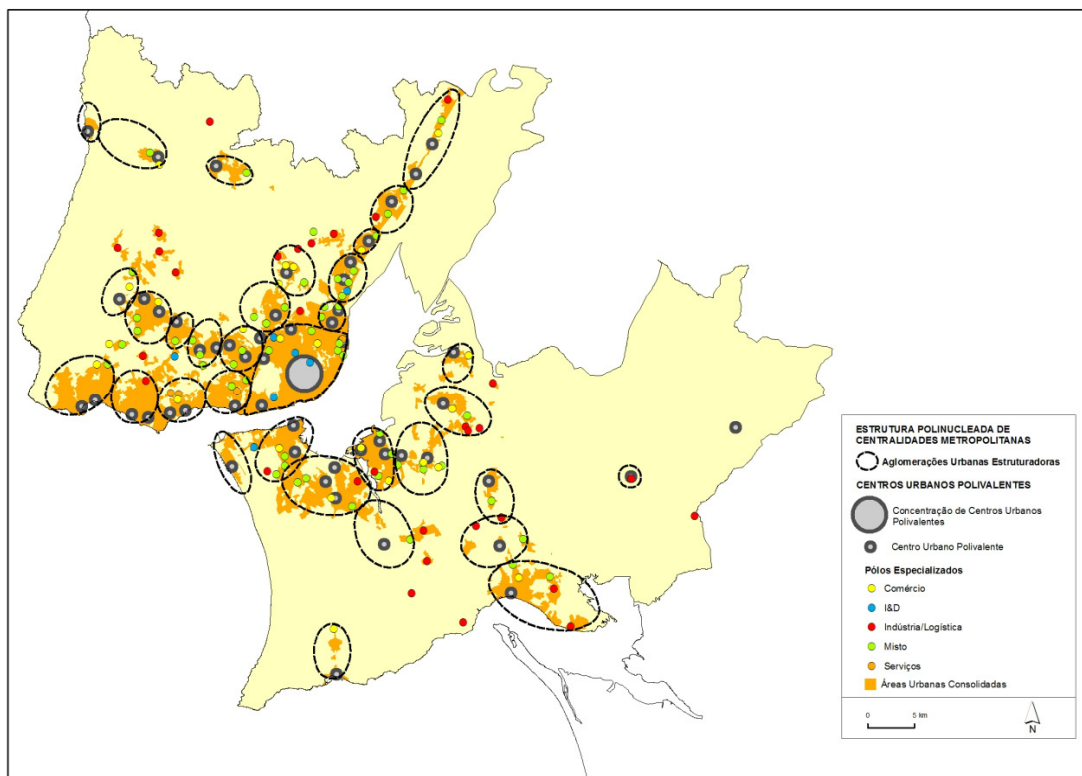 ESTRUTURA POLINUCLEADA DE
CENTRALIDADES METROPOLITANAS
Aglomerações Urbanas Estruturadoras
CENTROS URBANOS POLIVALENTES
Concentração de Centros Urbanos
Polivalentes
Centro Urbano Polivalente
Pólos Especializados
Comércio
I&D
Indústria/Logística
Misto
Serviços
Áreas Urbanas Consolidadas
0 5 km
N